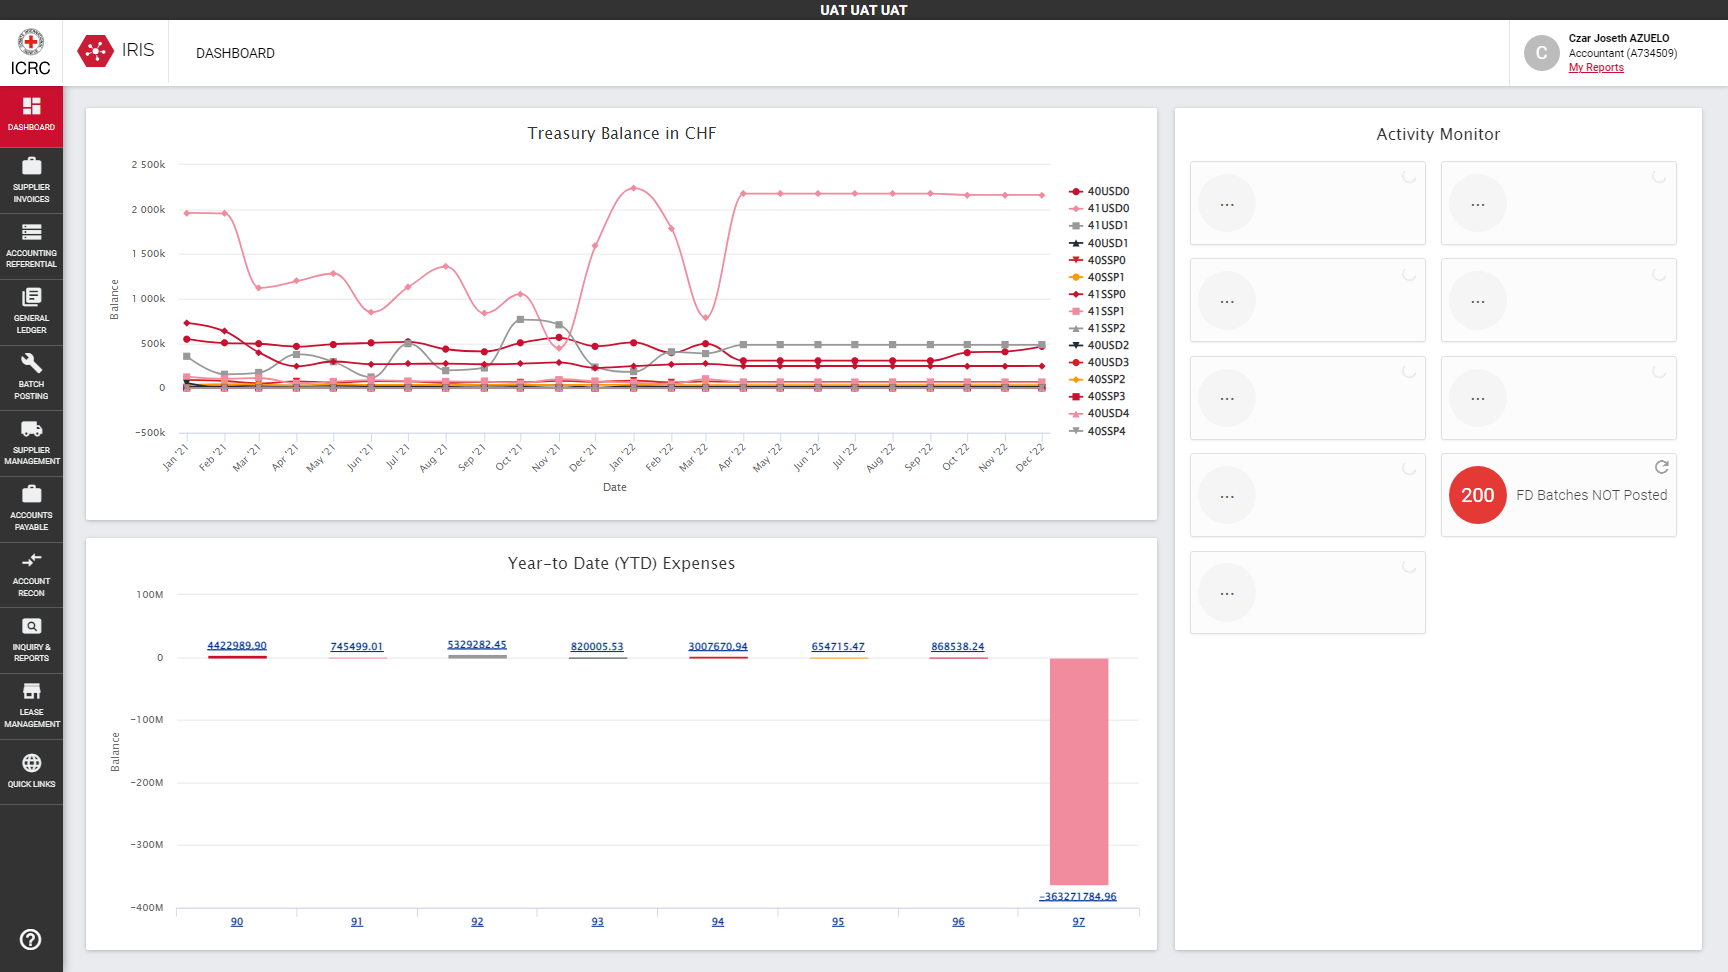 UAT UAT UAT
ICRC
IRIS
DASHBOARD
C
Czar Joseth AZUELO
Accountant (A734509)
My Reports
DASHBOARD
SUPPLIER
INVOICES
ACCOUNTING
REFERENTIAL
GENERAL
LEDGER
BATCH
POSTING
SUPPLIER
MANAGEMENT
ACCOUNTS
PAYABLE
ACCOUNT
RECON
INQUIRY &
REPORTS
LEASE
MANAGEMENT
QUICK LINKS
Treasury Balance in CHF
2 500k
2 000k
1 500k
1 000k
500k
0
−500k
Balance
Jan '21
Feb '21
Mar '21
Apr '21
May '21
Jun '21
Jul '21
Aug '21
Sep '21
Oct '21
Nov '21
Dec '21
Jan '22
Feb '22
Mar '22
Apr '22
May '22
Jun '22
Jul '22
Aug '22
Sep '22
Oct '22
Nov '22
Dec '22
Date
40USD0
41USD0
41USD1
40USD1
40SSP0
40SSP1
41SSP0
41SSP1
41SSP2
40USD2
40USD3
40SSP2
40SSP3
40USD4
40SSP4
Year-to Date (YTD) Expenses
100M
0
−100M
−200M
−300M
−400M
Balance
4422989.90
745499.01
5329282.45
820005.53
3007670.94
654715.47
868538.24
−363271784.96
90
91
92
93
94
95
96
97
Activity Monitor
...
...
...
...
...
...
...
200
FD Batches NOT Posted
...